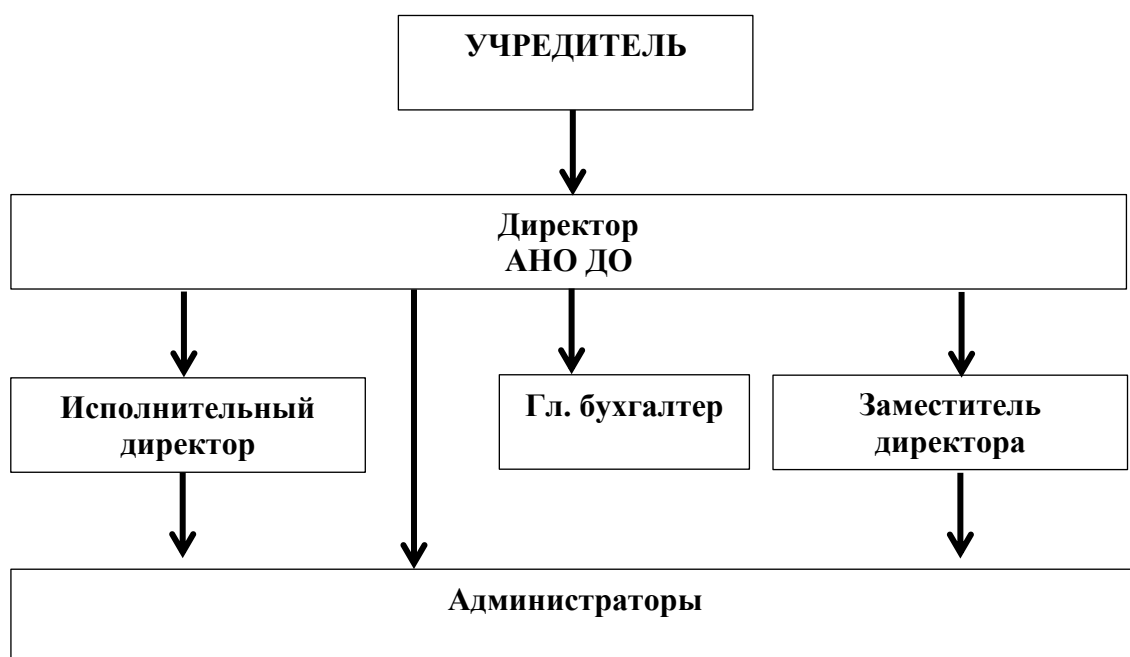 УЧРЕДИТЕЛЬ
Директор
АНО ДО
Исполнительный
директор
Гл. бухгалтер
Заместитель
директора
Администраторы